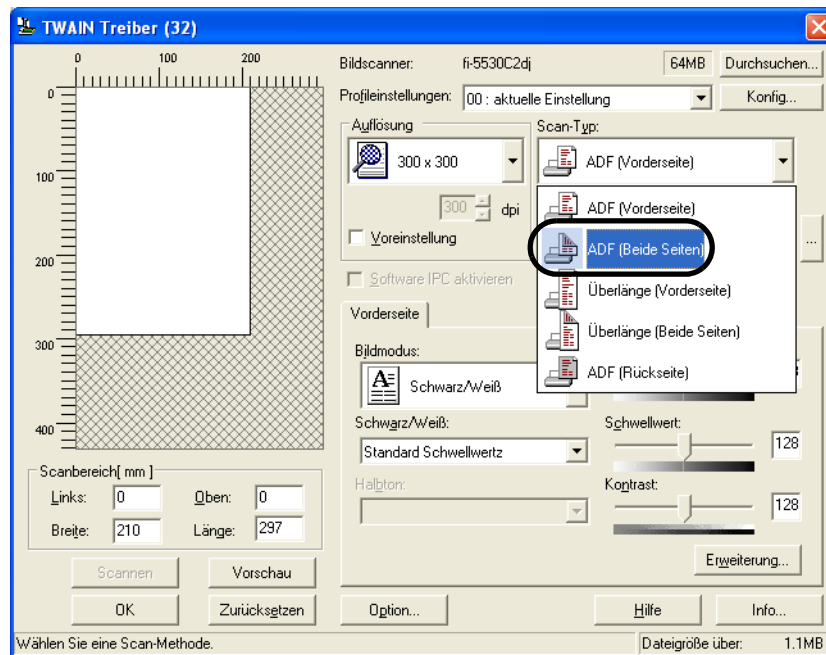 TWAIN Treiber (32)
0 100 200
0
100
200
300
400
Bildscanner: fi-5530C2dj 64MB Durchsuchen...
Profileinstellungen: 00 : aktuelle Einstellung Konfig...
Auflösung
300 x 300
300 dpi
Voreinstellung
Scan-Typ:
ADF (Vorderseite)
ADF (Vorderseite)
ADF (Beide Seiten)
Überlänge (Vorderseite)
Überlänge (Beide Seiten)
ADF (Rückseite)
...
Software IPC aktivieren
Vorderseite
Bildmodus:
Schwarz/Weiß
Schwarz/Weiß:
Standard Schwellwertz
Halbton:
Schwellwert:
128
Kontrast:
128
Erweiterung...
Scanbereich[ mm ]
Links: 0 Oben: 0
Breite: 210 Länge: 297
Scannen Vorschau
OK Zurücksetzen Option... Hilfe Info...
Wählen Sie eine Scan-Methode. Dateigröße über: 1.1MB